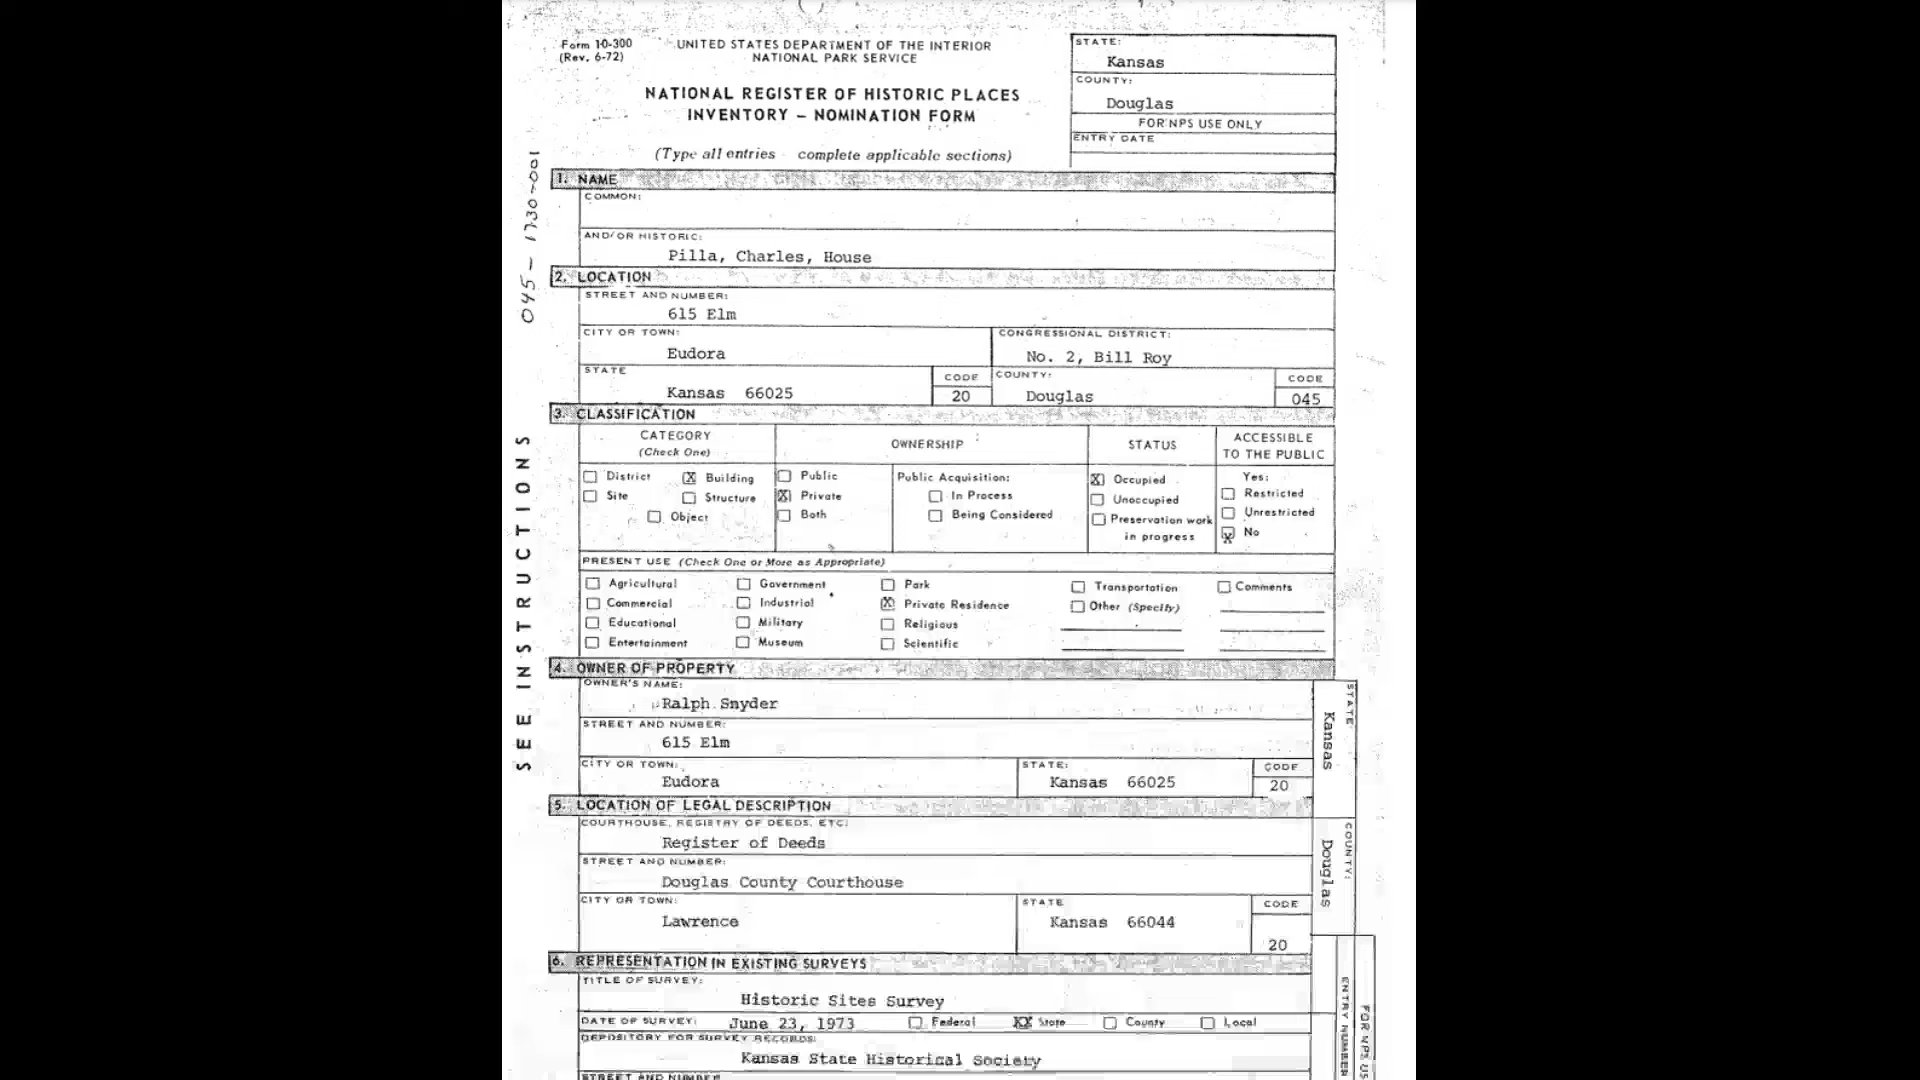 Form 10-300
(Rev. 6-72)
UNITED STATES DEPARTMENT OF THE INTERIOR
NATIONAL PARK SERVICE
NATIONAL REGISTER OF HISTORIC PLACES
INVENTORY – NOMINATION FORM
(Type all entries complete applicable sections)
STATE:
Kansas
COUNTY:
Douglas
FOR NPS USE ONLY
ENTRY DATE
045-1730-001
SEE INSTRUCTIONS
1. NAME
COMMON:
AND/OR HISTORIC:
Pilla, Charles, House
2. LOCATION
STREET AND NUMBER:
615 Elm
CITY OR TOWN:
Eudora
CONGRESSIONAL DISTRICT:
No. 2, Bill Roy
STATE
Kansas 66025
CODE
20
COUNTY:
Douglas
CODE
045
3. CLASSIFICATION
CATEGORY
(Check One)
OWNERSHIP
STATUS
ACCESSIBLE
TO THE PUBLIC
District X Building
Site Structure
Object
Public
X Private
Both
Public Acquisition:
In Process
Being Considered
X Occupied
Unoccupied
Preservation work
in progress
Yes:
Restricted
Unrestricted
X No
PRESENT USE (Check One or More as Appropriate)
Agricultural Government Park Transportation Comments
Commercial Industrial X Private Residence Other (Specify)
Educational Military Religious
Entertainment Museum Scientific
4. OWNER OF PROPERTY
OWNER'S NAME:
Ralph Snyder
STREET AND NUMBER:
615 Elm
CITY OR TOWN:
Eudora
STATE:
Kansas 66025
CODE
20
STATE
Kansas
5. LOCATION OF LEGAL DESCRIPTION
COURTHOUSE, REGISTRY OF DEEDS, ETC:
Register of Deeds
STREET AND NUMBER:
Douglas County Courthouse
CITY OR TOWN:
Lawrence
STATE
Kansas 66044
CODE
20
COUNTY:
Douglas
6. REPRESENTATION IN EXISTING SURVEYS
TITLE OF SURVEY:
Historic Sites Survey
DATE OF SURVEY: June 23, 1973 Federal XX State County Local
DEPOSITORY FOR SURVEY RECORDS:
Kansas State Historical Society
STREET AND NUMBER
ENTRY NUMBER
FOR NPS US